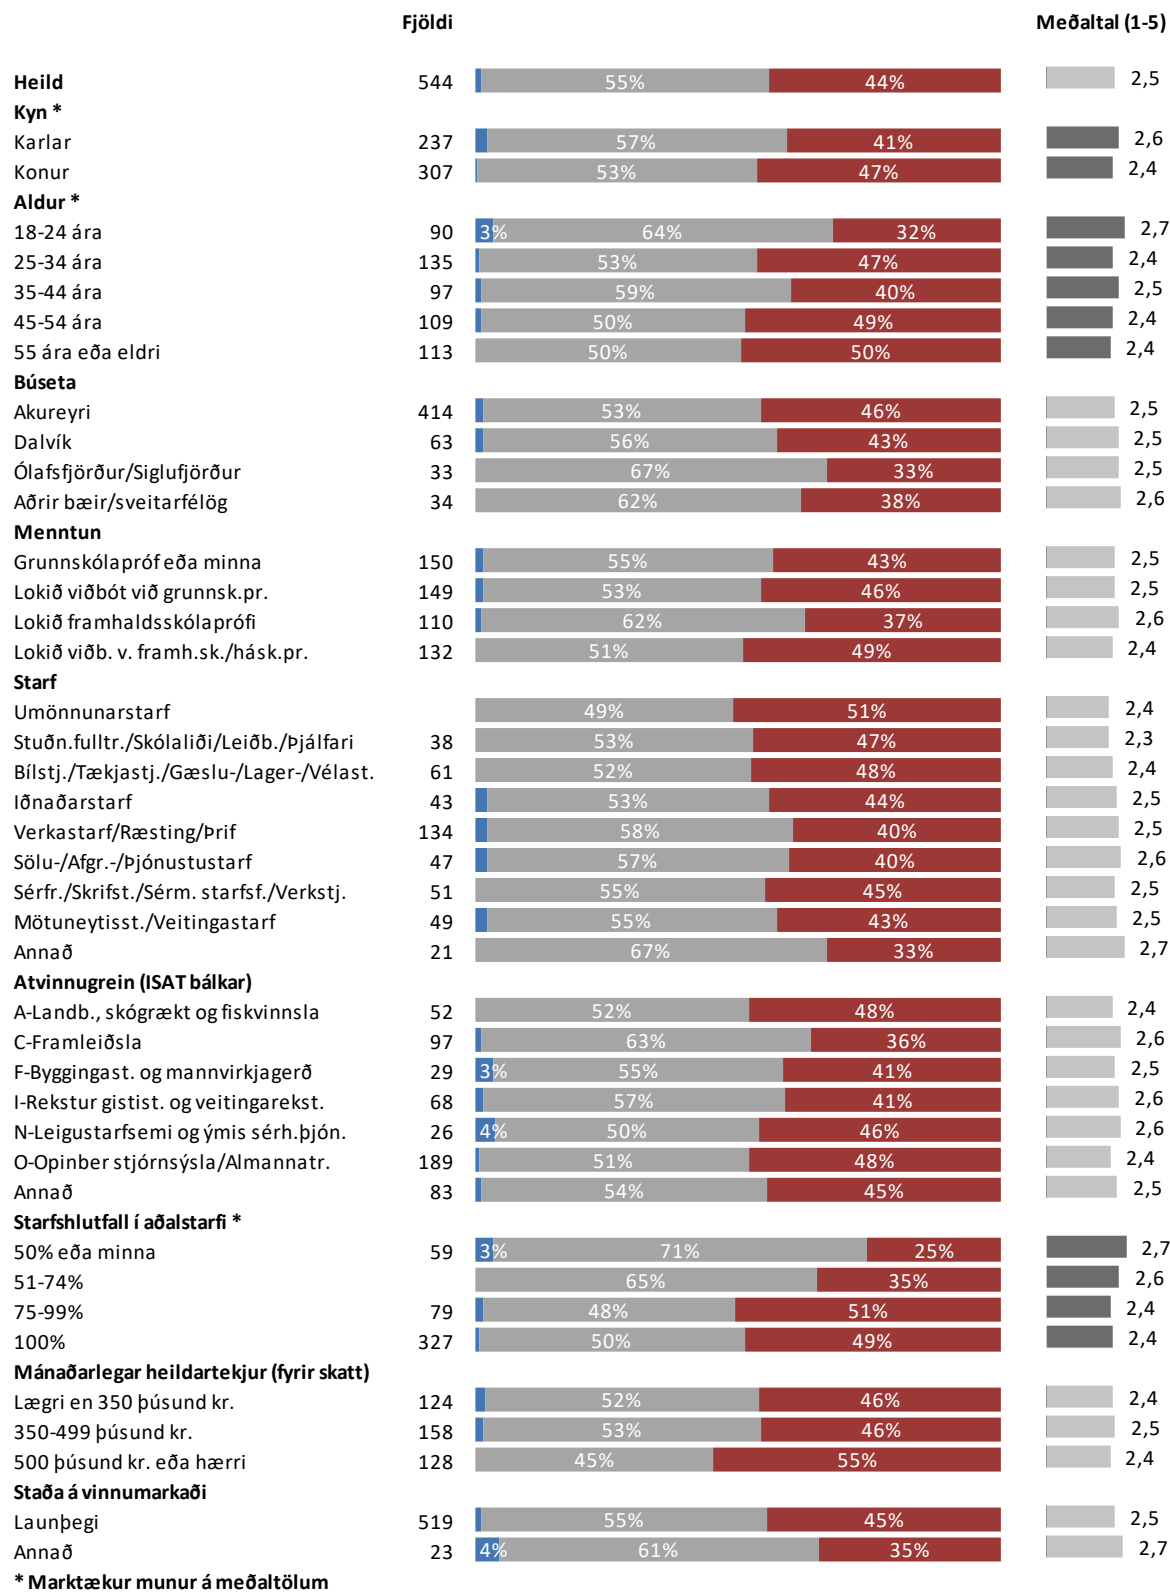 Fjöldi Meðaltal (1-5)
Heild 544 55% 44% 2,5
Kyn *
Karlar 237 57% 41% 2,6
Konur 307 53% 47% 2,4
Aldur *
18-24 ára 90 3% 64% 32% 2,7
25-34 ára 135 53% 47% 2,4
35-44 ára 97 59% 40% 2,5
45-54 ára 109 50% 49% 2,4
55 ára eða eldri 113 50% 50% 2,4
Búseta
Akureyri 414 53% 46% 2,5
Dalvík 63 56% 43% 2,5
Ólafsfjörður/Siglufjörður 33 67% 33% 2,5
Aðrir bæir/sveitarfélög 34 62% 38% 2,6
Menntun
Grunnskólapróf eða minna 150 55% 43% 2,5
Lokið viðbót við grunnsk.pr. 149 53% 46% 2,5
Lokið framhaldsskólaprófi 110 62% 37% 2,6
Lokið viðb. v. framh.sk./hásk.pr. 132 51% 49% 2,4
Starf
Umönnunarstarf 49% 51% 2,4
Stuðn.fulltr./Skólaliði/Leiðb./Þjálfari 38 53% 47% 2,3
Bílstj./Tækjastj./Gæslu-/Lager-/Vélast. 61 52% 48% 2,4
Iðnaðarstarf 43 53% 44% 2,5
Verkastarf/Ræsting/Þrif 134 58% 40% 2,5
Sölu-/Afgr.-/Þjónustustarf 47 57% 40% 2,6
Sérfr./Skrifst./Sérm. starfsf./Verkstj. 51 55% 45% 2,5
Mötuneytisst./Veitingastarf 49 55% 43% 2,5
Annað 21 67% 33% 2,7
Atvinnugrein (ISAT bálkar)
A-Landb., skógrækt og fiskvinnsla 52 52% 48% 2,4
C-Framleiðsla 97 63% 36% 2,6
F-Byggingast. og mannvirkjagerð 29 3% 55% 41% 2,5
I-Rekstur gistist. og veitingarekst. 68 57% 41% 2,6
N-Leigustarfsemi og ýmis sérh.þjón. 26 4% 50% 46% 2,6
O-Opinber stjórnsýsla/Almannatr. 189 51% 48% 2,4
Annað 83 54% 45% 2,5
Starfshlutfall í aðalstarfi *
50% eða minna 59 3% 71% 25% 2,7
51-74% 65% 35% 2,6
75-99% 79 48% 51% 2,4
100% 327 50% 49% 2,4
Mánaðarlegar heildartekjur (fyrir skatt)
Lægri en 350 þúsund kr. 124 52% 46% 2,4
350-499 þúsund kr. 158 53% 46% 2,5
500 þúsund kr. eða hærri 128 45% 55% 2,4
Staða á vinnumarkaði
Launþegi 519 55% 45% 2,5
Annað 23 4% 61% 35% 2,7
* Marktækur munur á meðaltölum